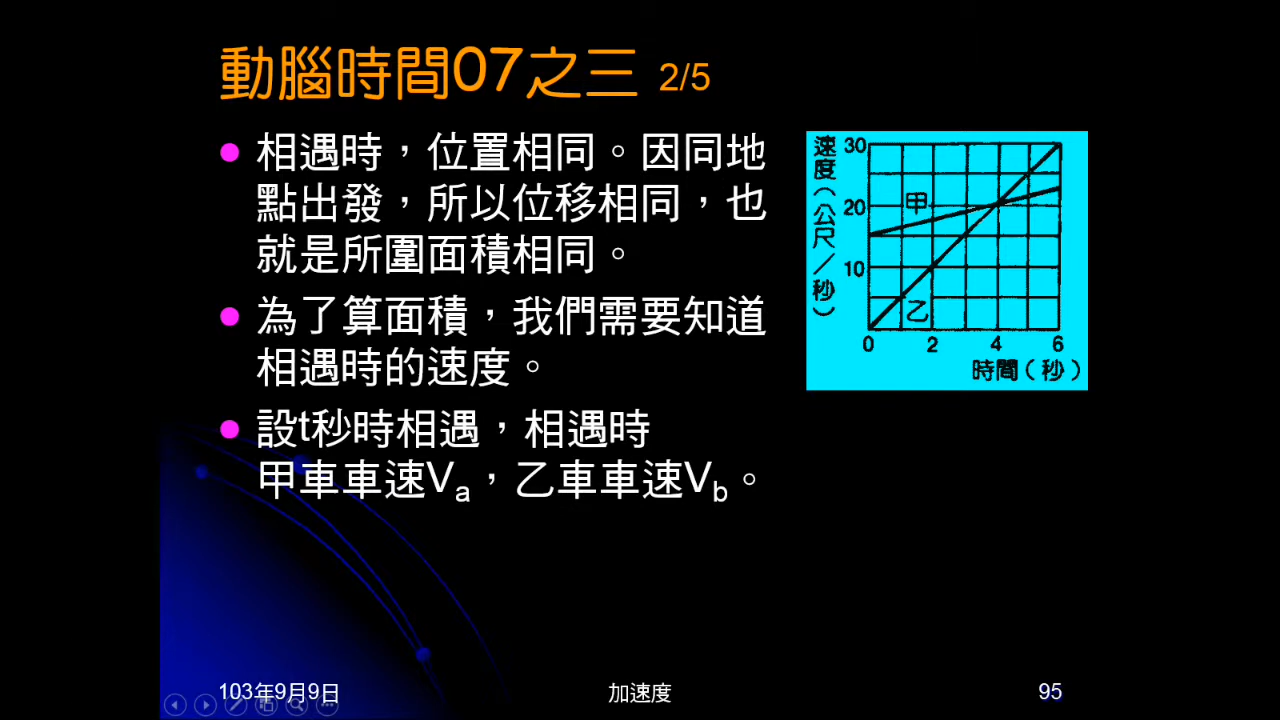 動腦時間07之三 2/5
相遇時，位置相同。因同地
點出發，所以位移相同，也
就是所圍面積相同。
為了算面積，我們需要知道
相遇時的速度。
設t秒時相遇，相遇時
甲車車速Va，乙車車速Vb。
速度（公尺／秒）
30
20
10
甲
乙
0 2 4 6
時間（秒）
103年9月9日 加速度 95